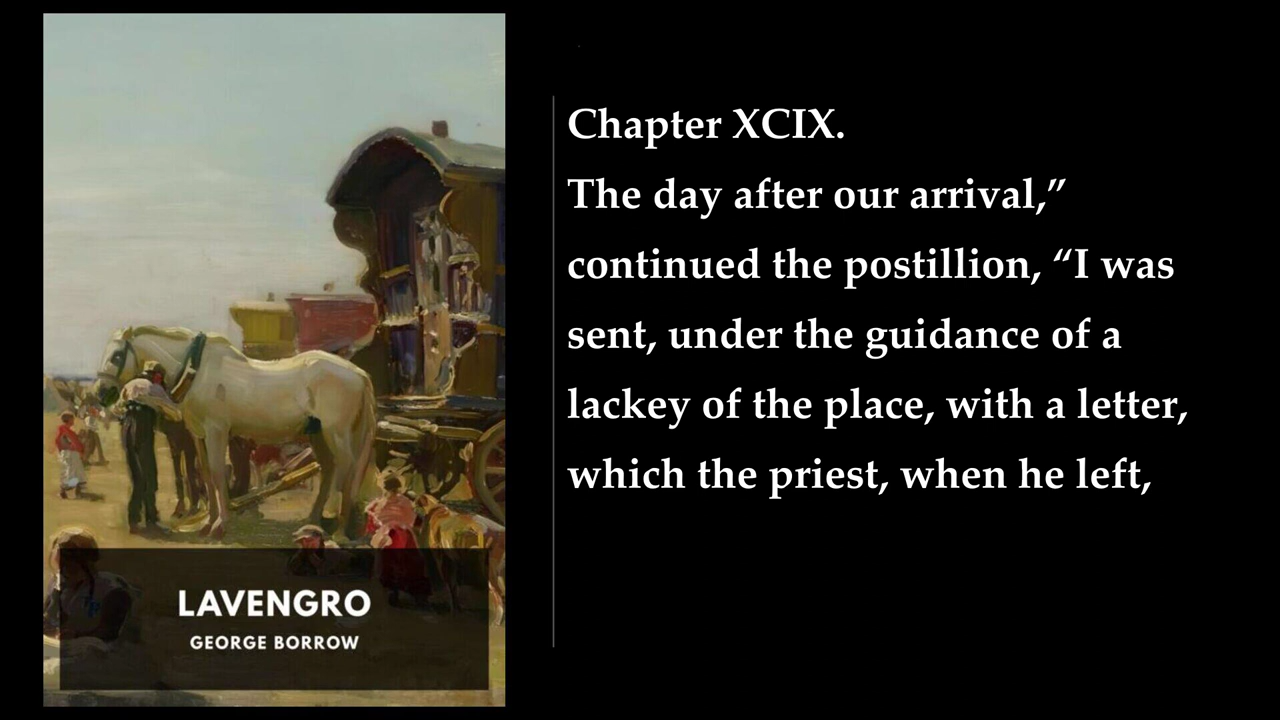 LAVENGRO
GEORGE BORROW
Chapter XCIX.
The day after our arrival,”
continued the postillion, “I was
sent, under the guidance of a
lackey of the place, with a letter,
which the priest, when he left,